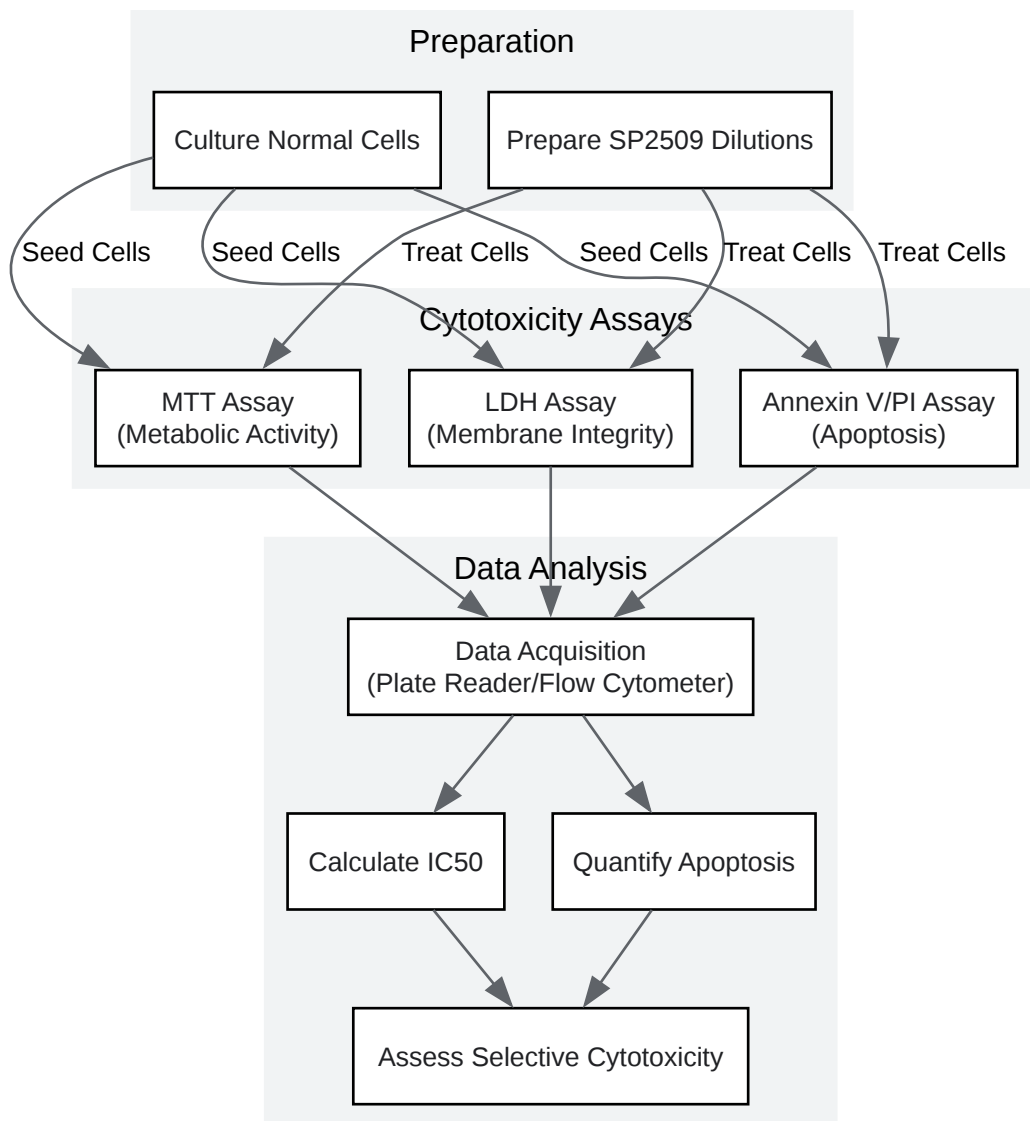 Preparation
Culture Normal Cells
Prepare SP2509 Dilutions
Seed Cells
Seed Cells
Treat Cells
Seed Cells
Treat Cells
Treat Cells
Cytotoxicity Assays
MTT Assay
(Metabolic Activity)
LDH Assay
(Membrane Integrity)
Annexin V/PI Assay
(Apoptosis)
Data Analysis
Data Acquisition
(Plate Reader/Flow Cytometer)
Calculate IC50
Quantify Apoptosis
Assess Selective Cytotoxicity